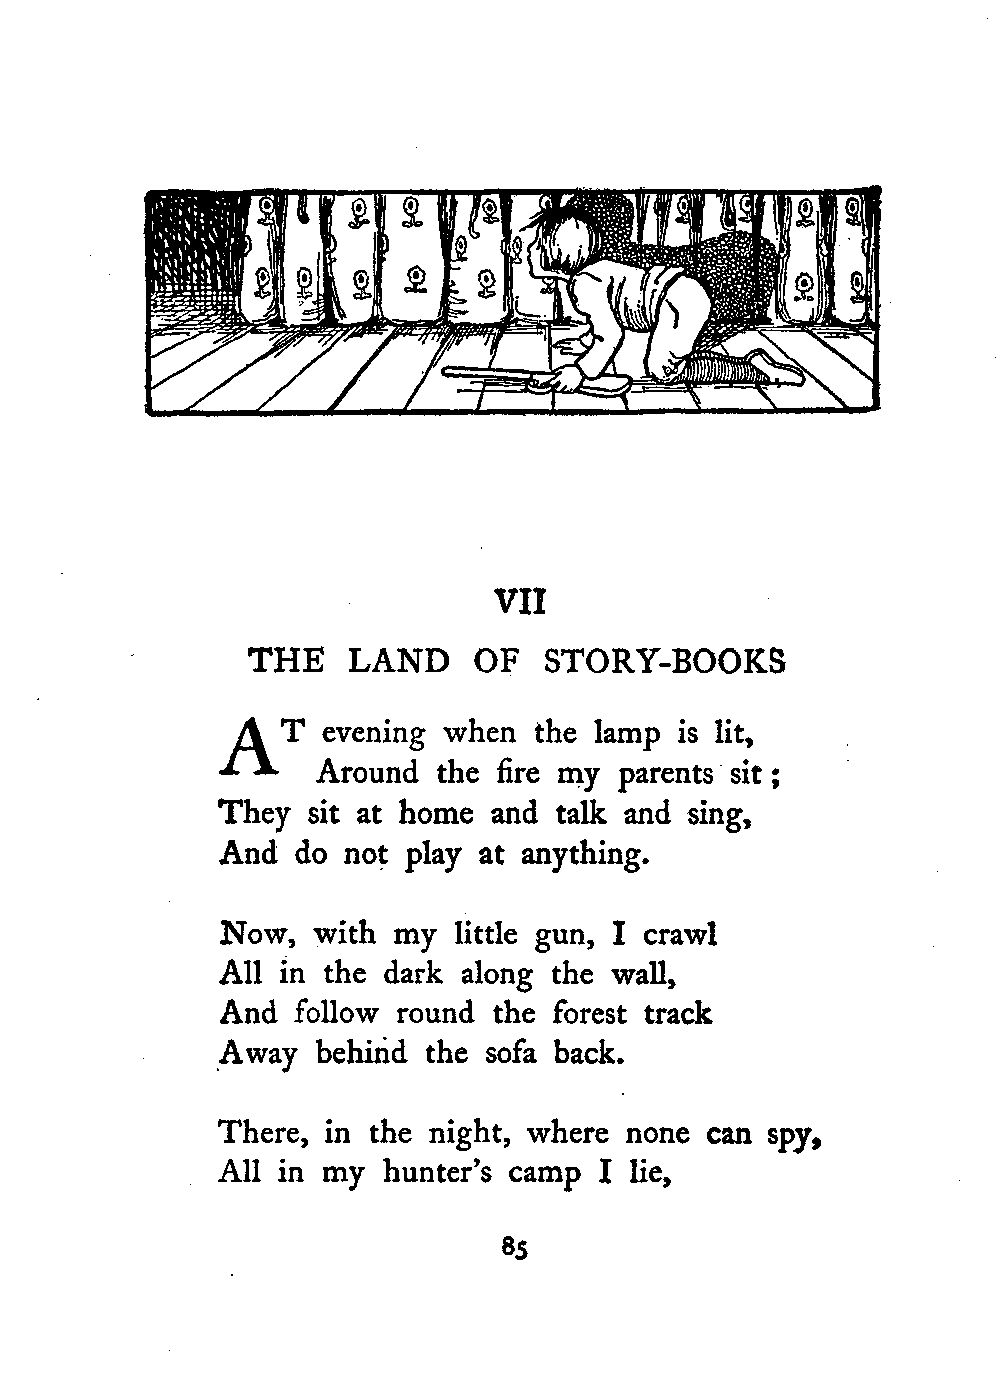 VII
THE LAND OF STORY-BOOKS
AT evening when the lamp is lit,
Around the fire my parents sit;
They sit at home and talk and sing,
And do not play at anything.
Now, with my little gun, I crawl
All in the dark along the wall,
And follow round the forest track
Away behind the sofa back.
There, in the night, where none can spy,
All in my hunter's camp I lie,
85